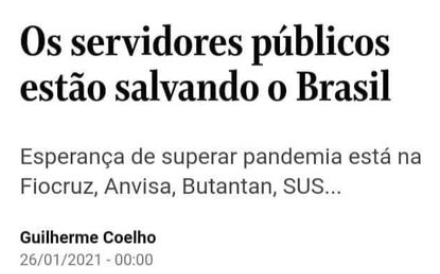 Os servidores públicos
estão salvando o Brasil
Esperança de superar pandemia está na
Fiocruz, Anvisa, Butantan, SUS...
Guilherme Coelho
26/01/2021 - 00:00